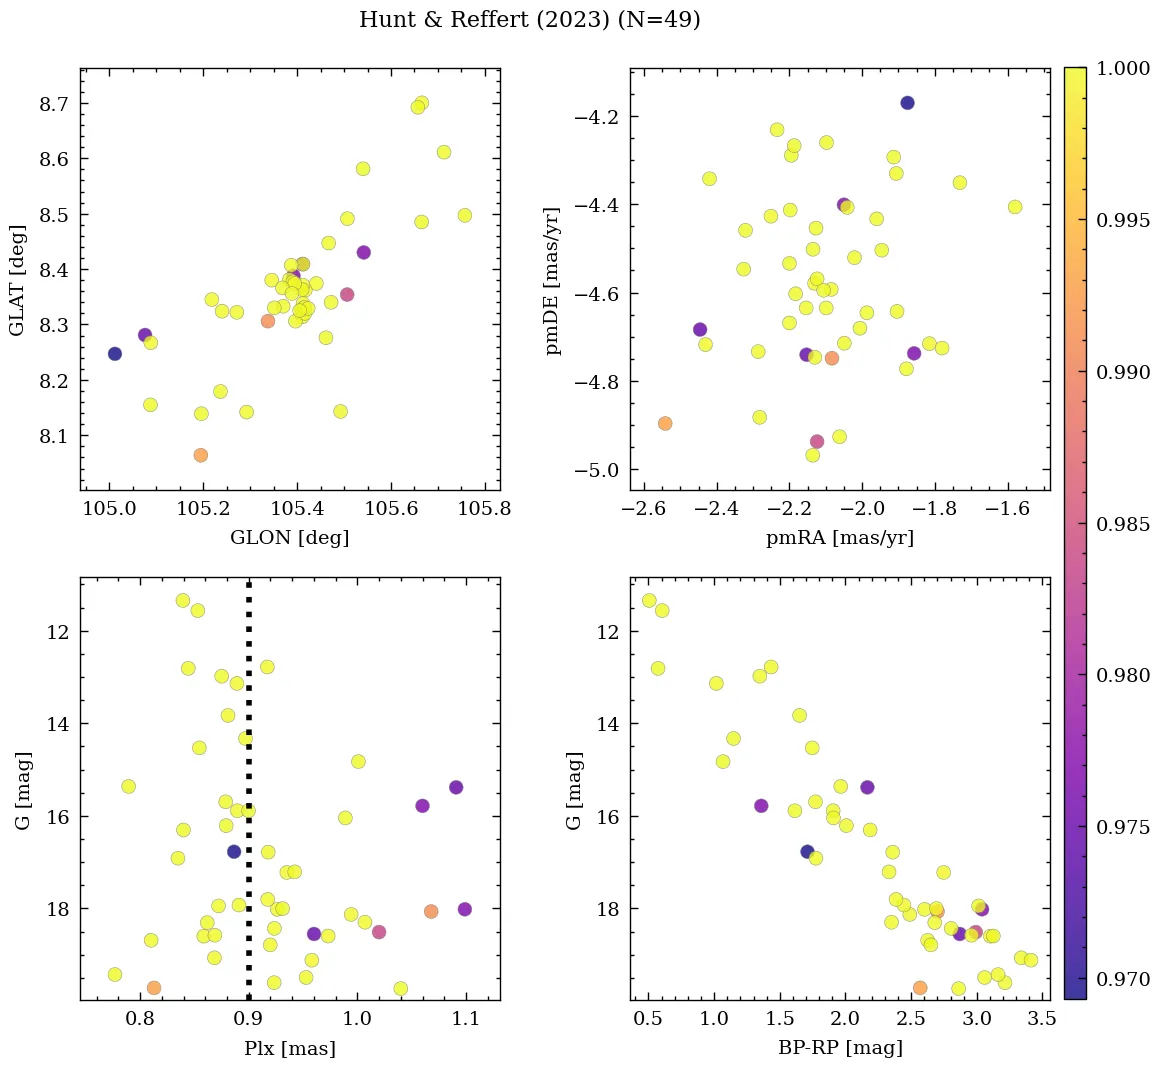 Hunt & Reffert (2023) (N=49)
8.7
8.6
8.5
8.4
8.3
8.2
8.1
GLAT [deg]
105.0 105.2 105.4 105.6 105.8
GLON [deg]
−4.2
−4.4
−4.6
−4.8
−5.0
pmDE [mas/yr]
−2.6 −2.4 −2.2 −2.0 −1.8 −1.6
pmRA [mas/yr]
12
14
16
18
G [mag]
0.8 0.9 1.0 1.1
Plx [mas]
12
14
16
18
G [mag]
0.5 1.0 1.5 2.0 2.5 3.0 3.5
BP-RP [mag]
1.000
0.995
0.990
0.985
0.980
0.975
0.970